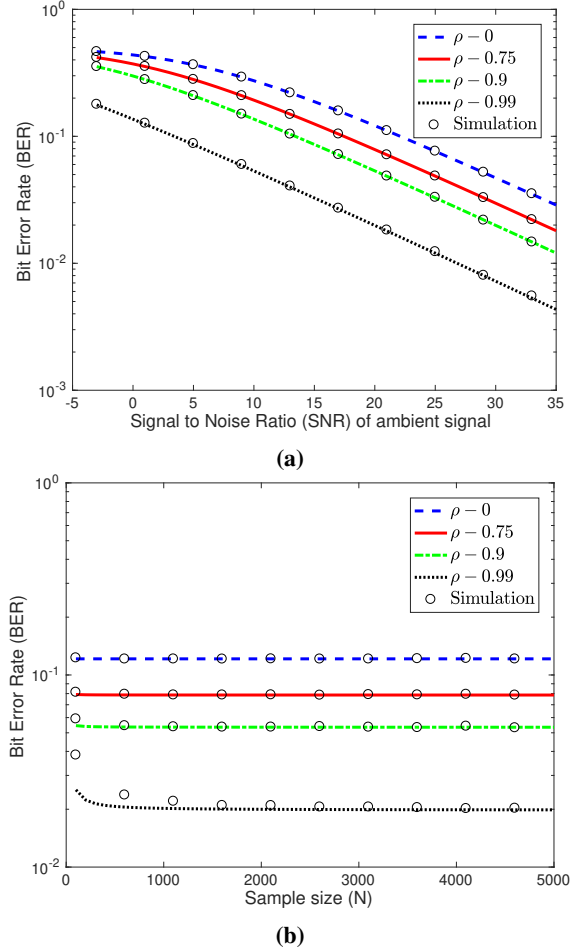 10^0
10^-1
10^-2
10^-3
Bit Error Rate (BER)
ρ − 0
ρ − 0.75
ρ − 0.9
ρ − 0.99
Simulation
-5 0 5 10 15 20 25 30 35
Signal to Noise Ratio (SNR) of ambient signal
(a)
10^0
10^-1
10^-2
Bit Error Rate (BER)
ρ − 0
ρ − 0.75
ρ − 0.9
ρ − 0.99
Simulation
0 1000 2000 3000 4000 5000
Sample size (N)
(b)